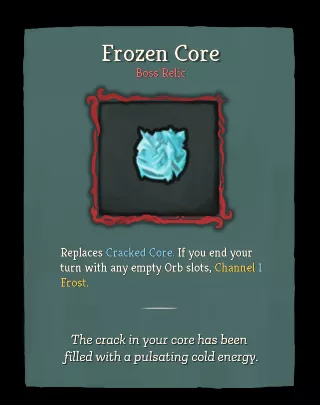 Frozen Core
Boss Relic
Replaces Cracked Core. If you end your
turn with any empty Orb slots, Channel 1
Frost.
The crack in your core has been
filled with a pulsating cold energy.